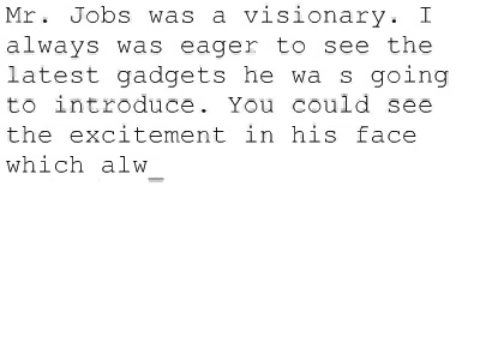 Mr. Jobs was a visionary. I
always was eager to see the
latest gadgets he wa s going
to introduce. You could see
the excitement in his face
which alw_